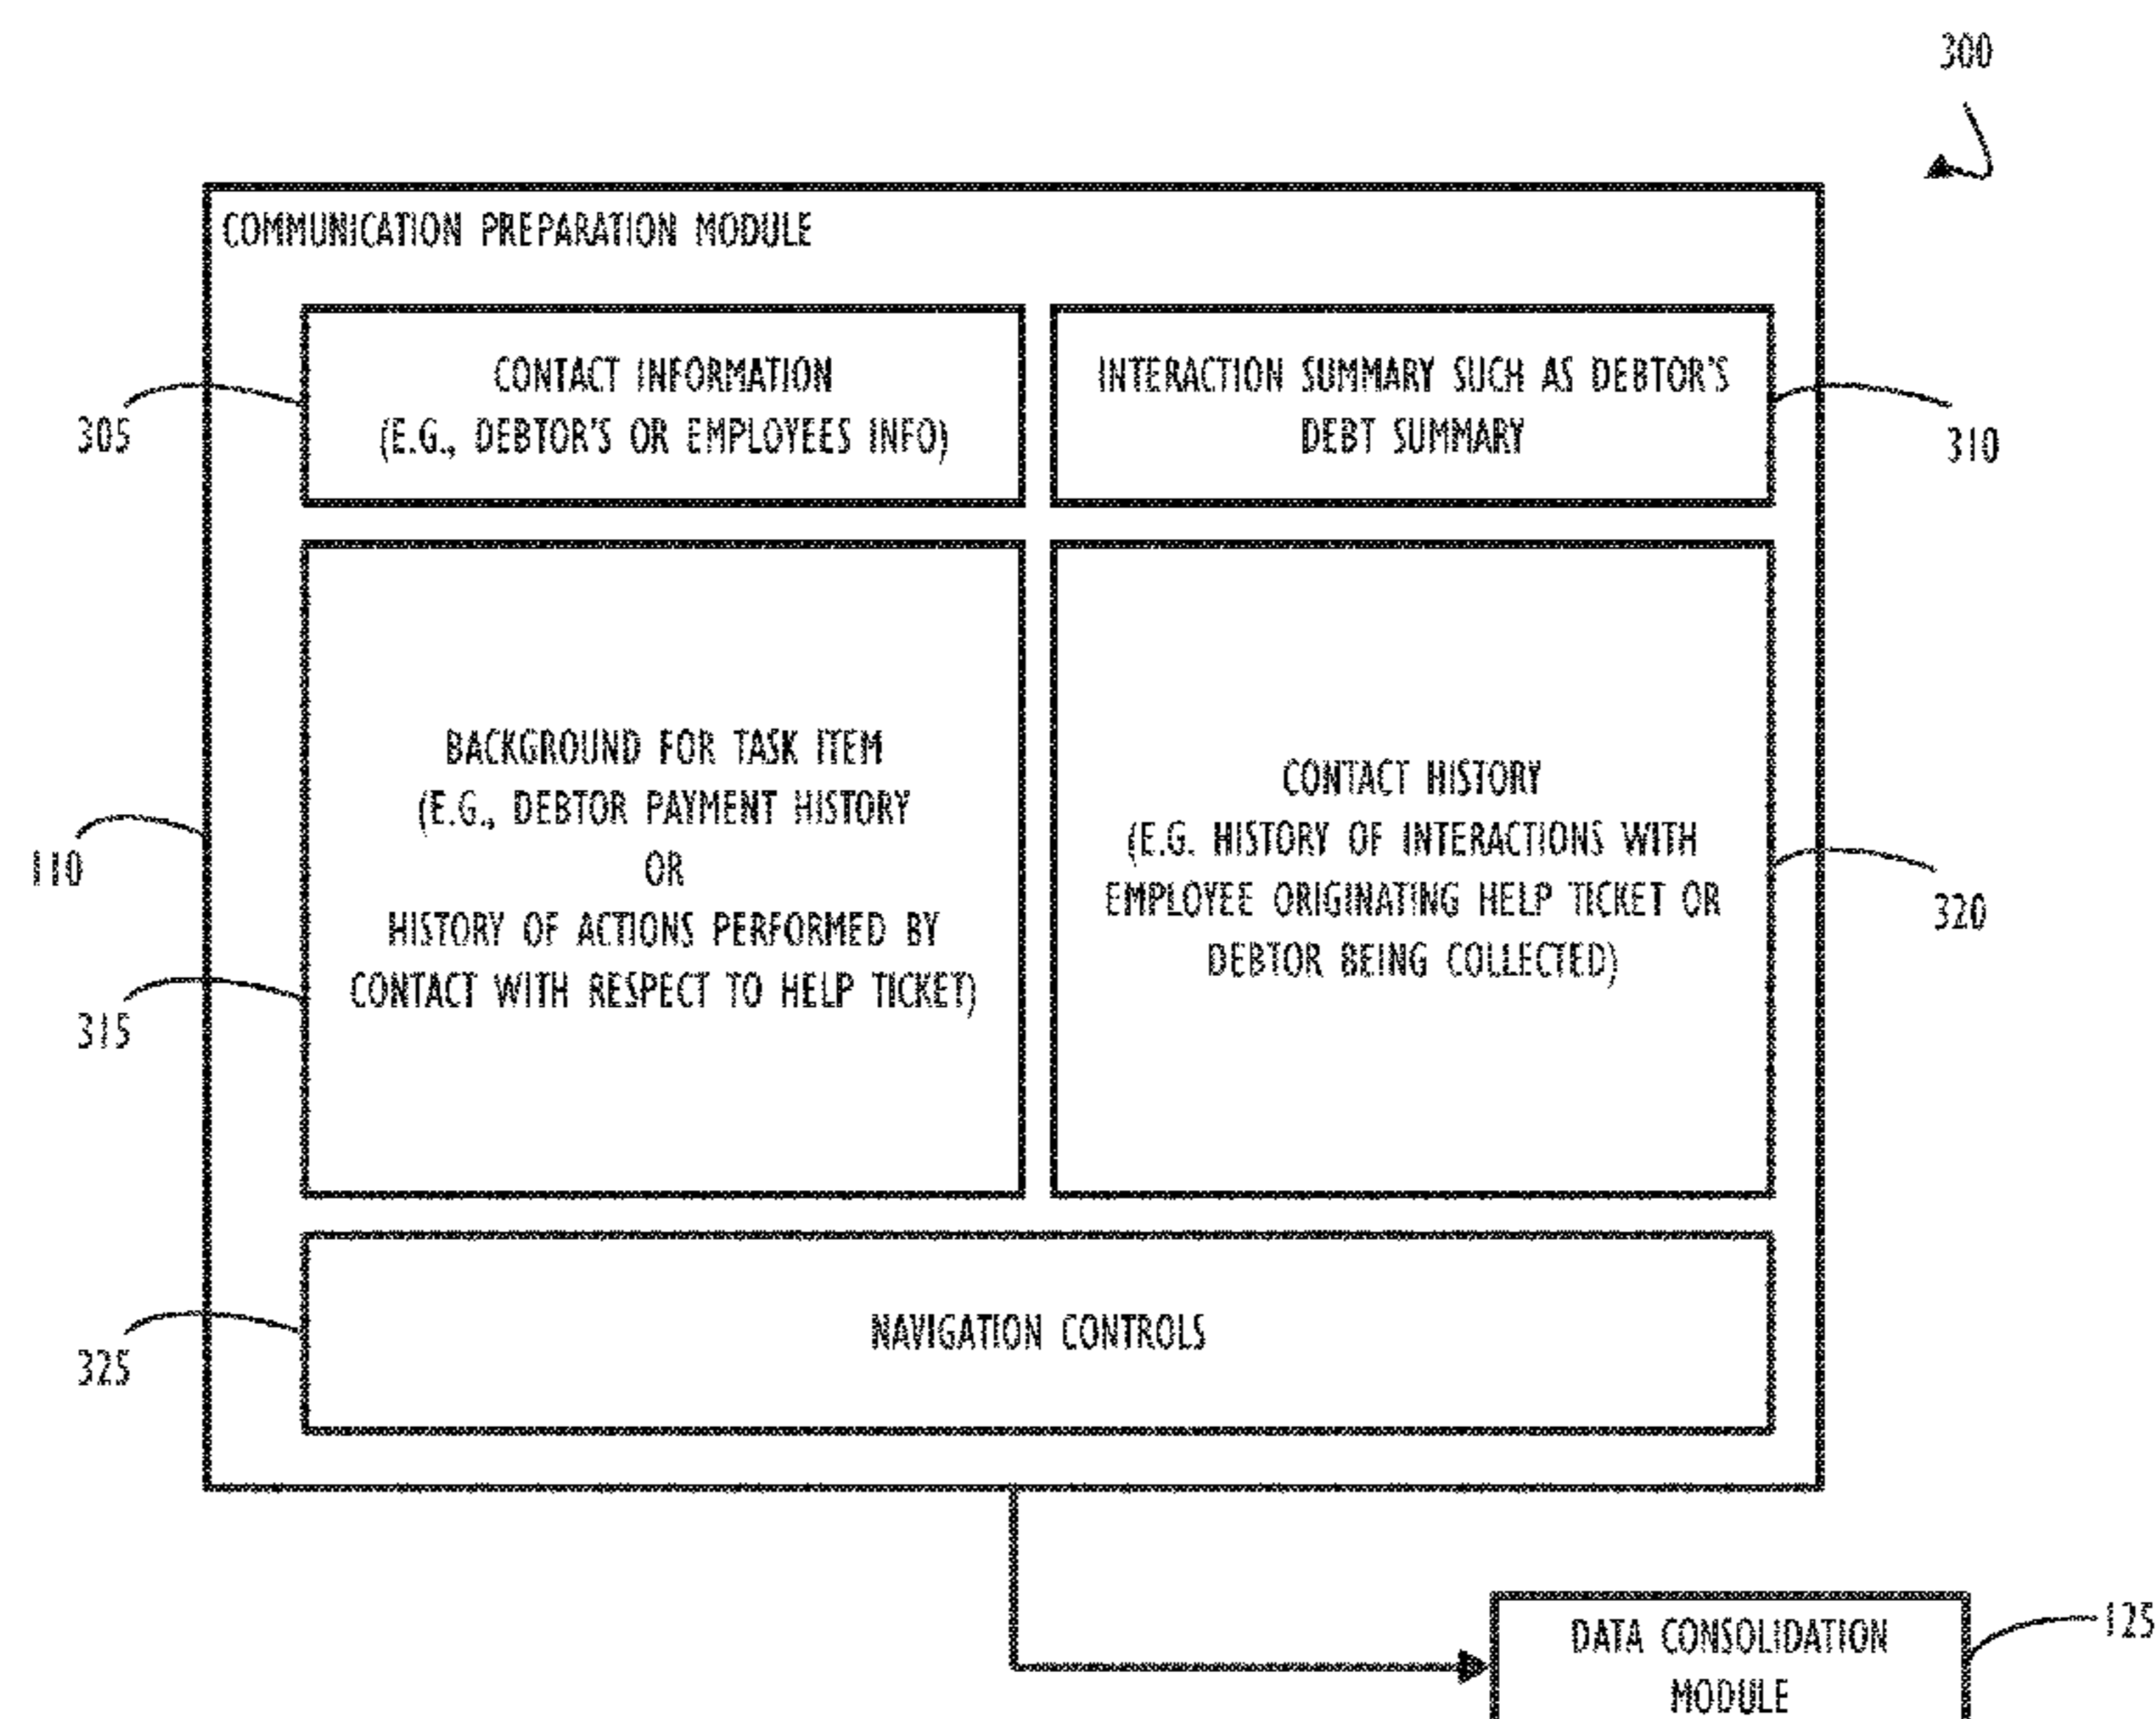 300
COMMUNICATION PREPARATION MODULE
CONTACT INFORMATION
(E.G., DEBTOR'S OR EMPLOYEES INFO)
305
INTERACTION SUMMARY SUCH AS DEBTOR'S
DEBT SUMMARY
310
BACKGROUND FOR TASK ITEM
(E.G., DEBTOR PAYMENT HISTORY
OR
HISTORY OF ACTIONS PERFORMED BY
CONTACT WITH RESPECT TO HELP TICKET)
110
315
CONTACT HISTORY
(E.G. HISTORY OF INTERACTIONS WITH
EMPLOYEE ORIGINATING HELP TICKET OR
DEBTOR BEING COLLECTED)
320
NAVIGATION CONTROLS
325
DATA CONSOLIDATION
MODULE
125